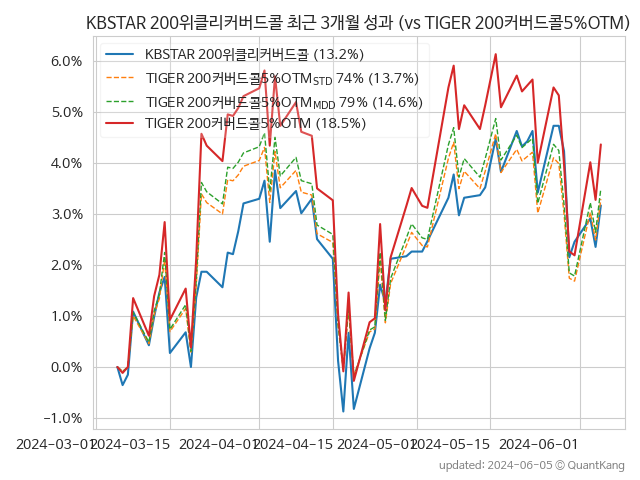 KBSTAR 200위클리커버드콜 최근 3개월 성과 (vs TIGER 200커버드콜5%OTM)
KBSTAR 200위클리커버드콜 (13.2%)
TIGER 200커버드콜5%OTM_STD 74% (13.7%)
TIGER 200커버드콜5%OTM_MDD 79% (14.6%)
TIGER 200커버드콜5%OTM (18.5%)
6.0%
5.0%
4.0%
3.0%
2.0%
1.0%
0.0%
−1.0%
2024-03-01 2024-03-15 2024-04-01 2024-04-15 2024-05-01 2024-05-15 2024-06-01
updated: 2024-06-05 © QuantKang